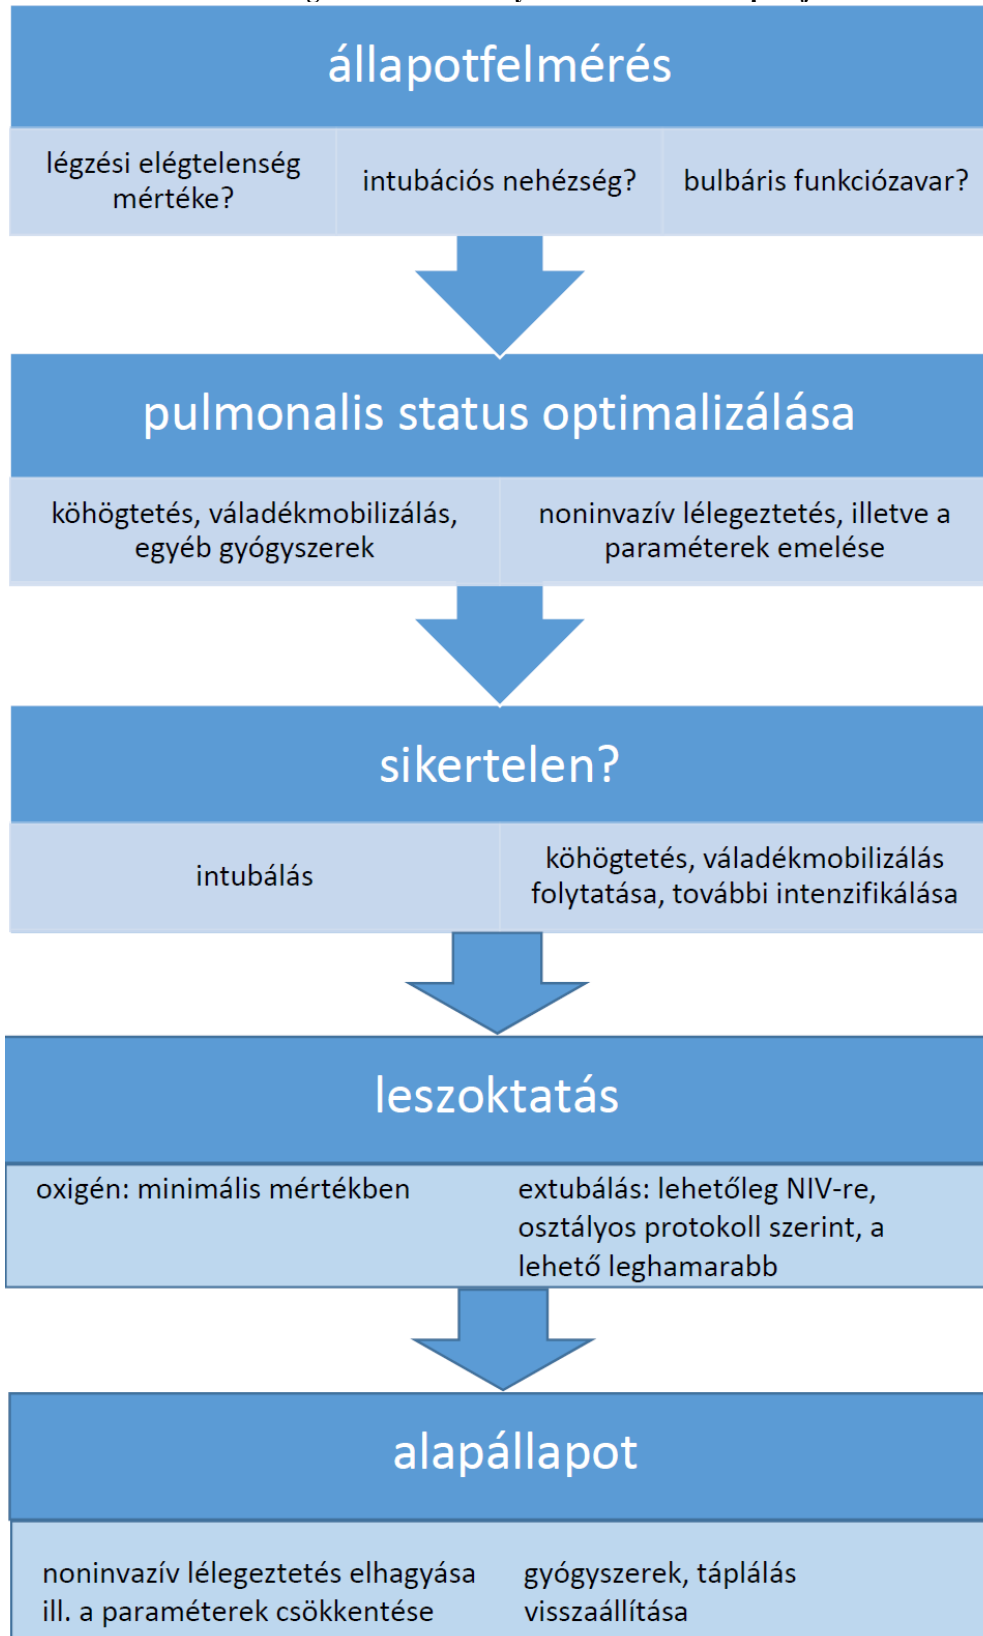 állapotfelmérés
légzési elégtelenség
mértéke?
intubációs nehézség?
bulbáris funkciózavar?
pulmonalis status optimalizálása
köhögtetés, váladékmobilizálás,
egyéb gyógyszerek
noninvazív lélegeztetés, illetve a
paraméterek emelése
sikertelen?
intubálás
köhögtetés, váladékmobilizálás
folytatása, további intenzifikálása
leszoktatás
oxigén: minimális mértékben
extubálás: lehetőleg NIV-re,
osztályos protokoll szerint, a
lehető leghamarabb
alapállapot
noninvazív lélegeztetés elhagyása
ill. a paraméterek csökkentése
gyógyszerek, táplálás
visszaállítása